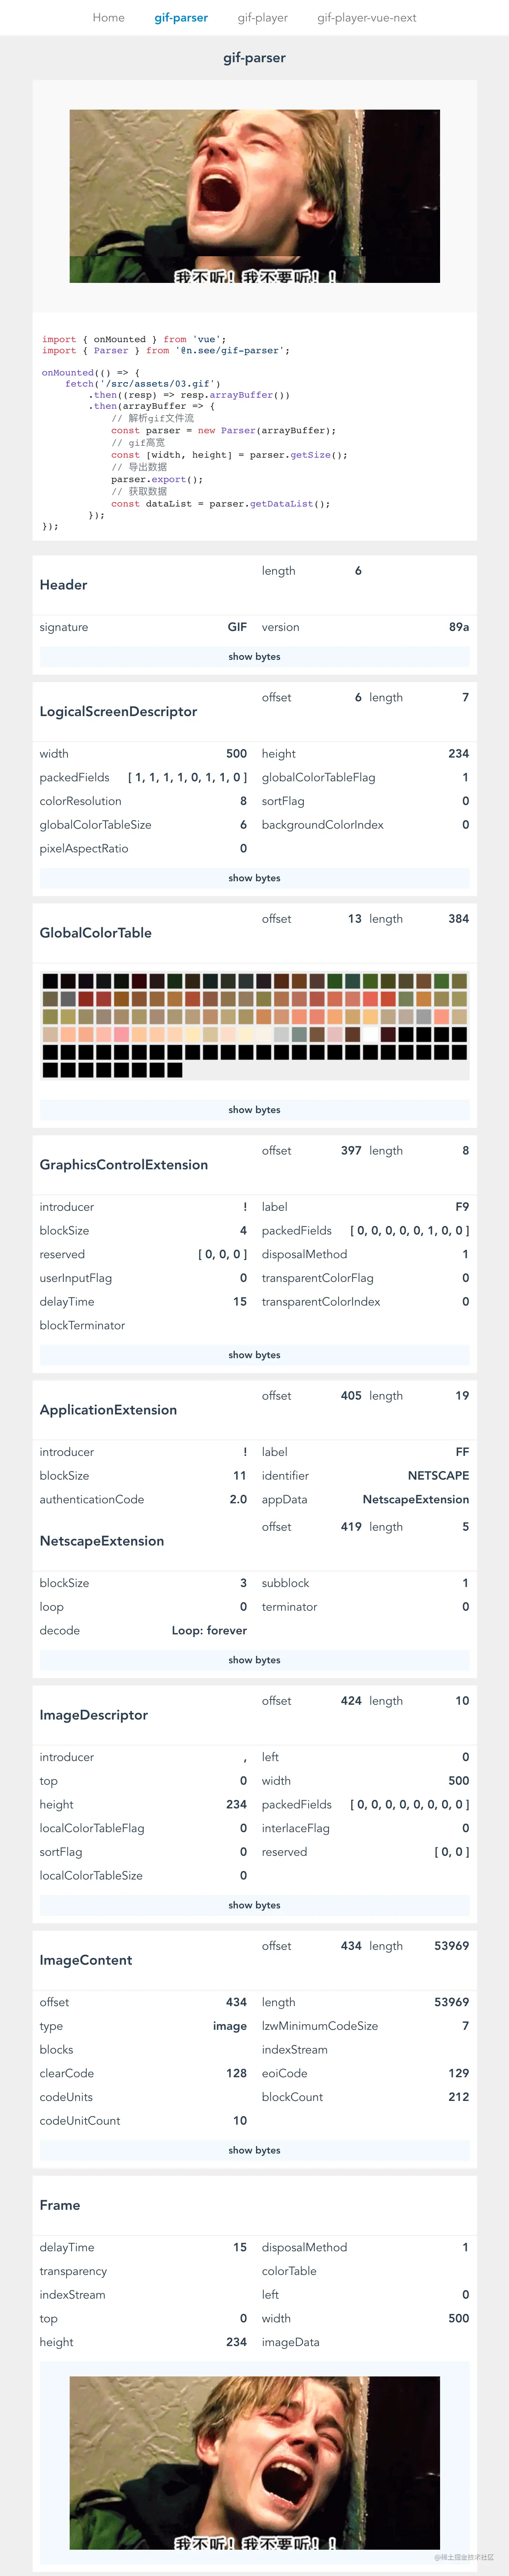 Home gif-parser gif-player gif-player-vue-next
gif-parser
我不听！我不要听！！
import { onMounted } from 'vue';
import { Parser } from '@n.see/gif-parser';
onMounted(() => {
fetch('/src/assets/03.gif')
.then((resp) => resp.arrayBuffer())
.then(arrayBuffer => {
// 解析gif文件流
const parser = new Parser(arrayBuffer);
// gif高宽
const [width, height] = parser.getSize();
// 导出数据
parser.export();
// 获取数据
const dataList = parser.getDataList();
});
});
Header length 6
signature GIF version 89a
show bytes
LogicalScreenDescriptor offset 6 length 7
width 500 height 234
packedFields [ 1, 1, 1, 1, 0, 1, 1, 0 ] globalColorTableFlag 1
colorResolution 8 sortFlag 0
globalColorTableSize 6 backgroundColorIndex 0
pixelAspectRatio 0
show bytes
GlobalColorTable offset 13 length 384
show bytes
GraphicsControlExtension offset 397 length 8
introducer ! label F9
blockSize 4 packedFields [ 0, 0, 0, 0, 0, 1, 0, 0 ]
reserved [ 0, 0, 0 ] disposalMethod 1
userInputFlag 0 transparentColorFlag 0
delayTime 15 transparentColorIndex 0
blockTerminator
show bytes
ApplicationExtension offset 405 length 19
introducer ! label FF
blockSize 11 identifier NETSCAPE
authenticationCode 2.0 appData NetscapeExtension
NetscapeExtension offset 419 length 5
blockSize 3 subblock 1
loop 0 terminator 0
decode Loop: forever
show bytes
ImageDescriptor offset 424 length 10
introducer , left 0
top 0 width 500
height 234 packedFields [ 0, 0, 0, 0, 0, 0, 0, 0 ]
localColorTableFlag 0 interlaceFlag 0
sortFlag 0 reserved [ 0, 0 ]
localColorTableSize 0
show bytes
ImageContent offset 434 length 53969
offset 434 length 53969
type image lzwMinimumCodeSize 7
blocks indexStream
clearCode 128 eoiCode 129
codeUnits blockCount 212
codeUnitCount 10
show bytes
Frame
delayTime 15 disposalMethod 1
transparency colorTable
indexStream left 0
top 0 width 500
height 234 imageData
我不听！我不要听！！
@稀土掘金技术社区